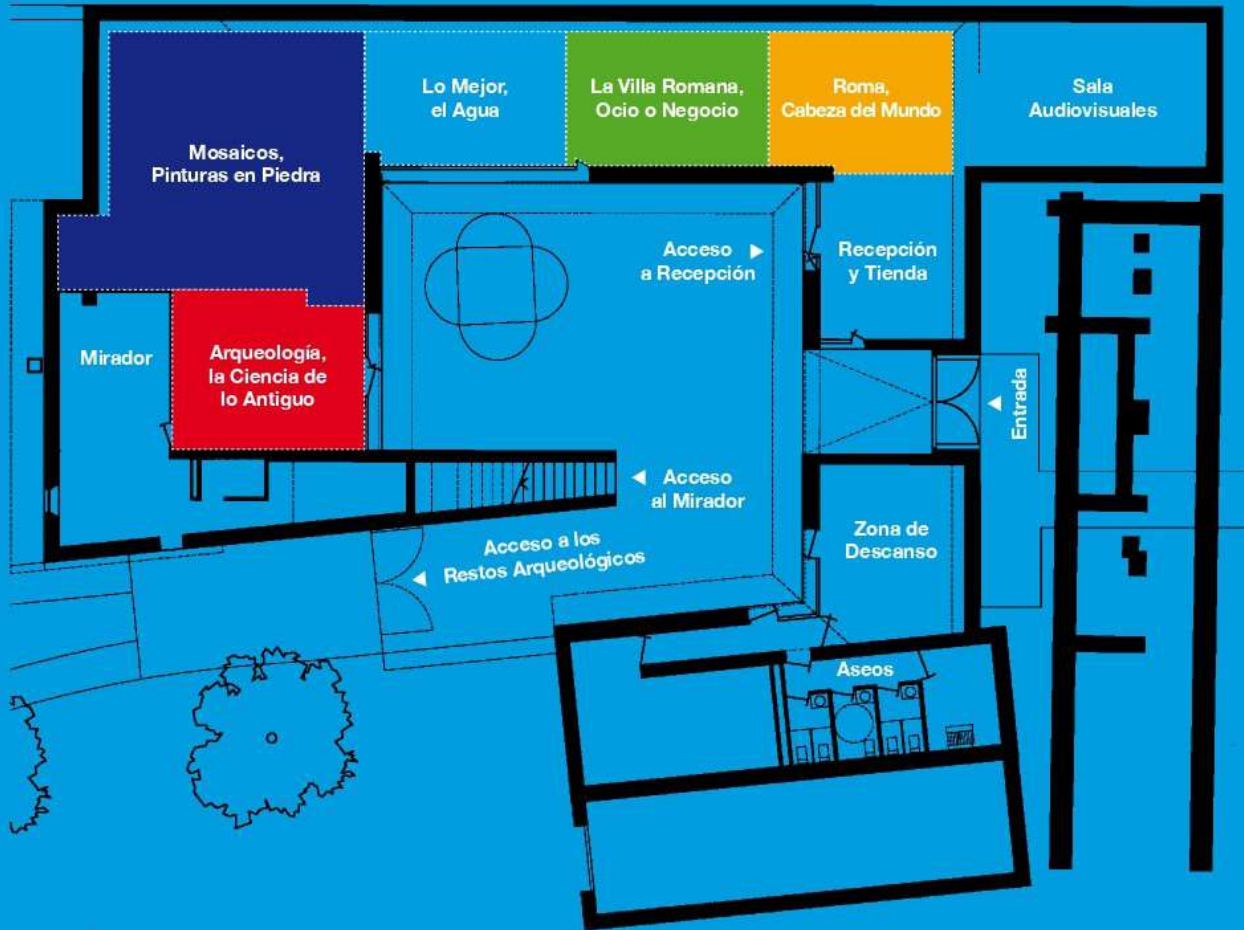 Lo Mejor,
el Agua
La Villa Romana,
Ocio o Negocio
Roma,
Cabeza del Mundo
Sala
Audiovisuales
Mosaicos,
Pinturas en Piedra
Acceso
a Recepción
Recepción
y Tienda
Mirador
Arqueología,
la Ciencia de
lo Antiguo
Entrada
Acceso
al Mirador
Zona de
Descanso
Acceso a los
Restos Arqueológicos
Aseos